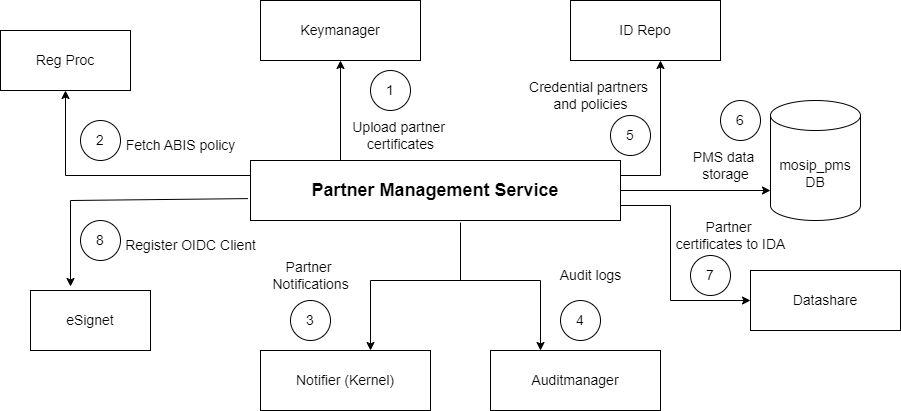 Keymanager
ID Repo
Reg Proc
1
Upload partner
certificates
Credential partners
and policies
5
6
PMS data
storage
mosip_pms
DB
2
Fetch ABIS policy
Partner Management Service
8
Register OIDC Client
Partner
certificates to IDA
7
Partner
Notifications
3
Audit logs
4
eSignet
Datashare
Notifier (Kernel)
Auditmanager